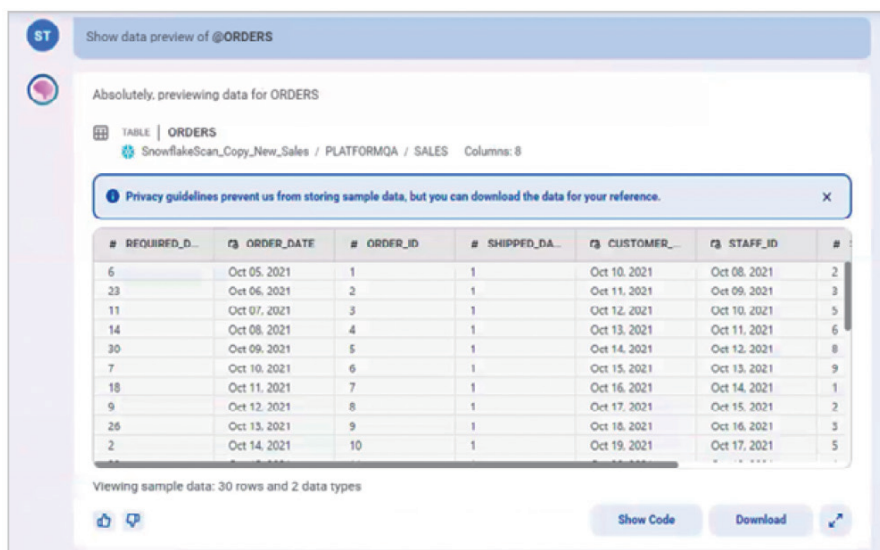 ST Show data preview of @ORDERS
Absolutely, previewing data for ORDERS
TABLE | ORDERS
SnowflakeScan_Copy_New_Sales / PLATFORMQA / SALES Columns: 8
Privacy guidelines prevent us from storing sample data, but you can download the data for your reference. X
# REQUIRED_D... ORDER_DATE # ORDER_ID # SHIPPED_DA... CUSTOMER_... STAFF_ID #
6 Oct 05, 2021 1 1 Oct 10, 2021 Oct 08, 2021 2
23 Oct 06, 2021 2 1 Oct 11, 2021 Oct 09, 2021 3
11 Oct 07, 2021 3 1 Oct 12, 2021 Oct 10, 2021 5
14 Oct 08, 2021 4 1 Oct 13, 2021 Oct 11, 2021 6
30 Oct 09, 2021 5 1 Oct 14, 2021 Oct 12, 2021 8
7 Oct 10, 2021 6 1 Oct 15, 2021 Oct 13, 2021 9
18 Oct 11, 2021 7 1 Oct 16, 2021 Oct 14, 2021 1
9 Oct 12, 2021 8 1 Oct 17, 2021 Oct 15, 2021 2
26 Oct 13, 2021 9 1 Oct 18, 2021 Oct 16, 2021 3
2 Oct 14, 2021 10 1 Oct 19, 2021 Oct 17, 2021 5
Viewing sample data: 30 rows and 2 data types
Show Code Download